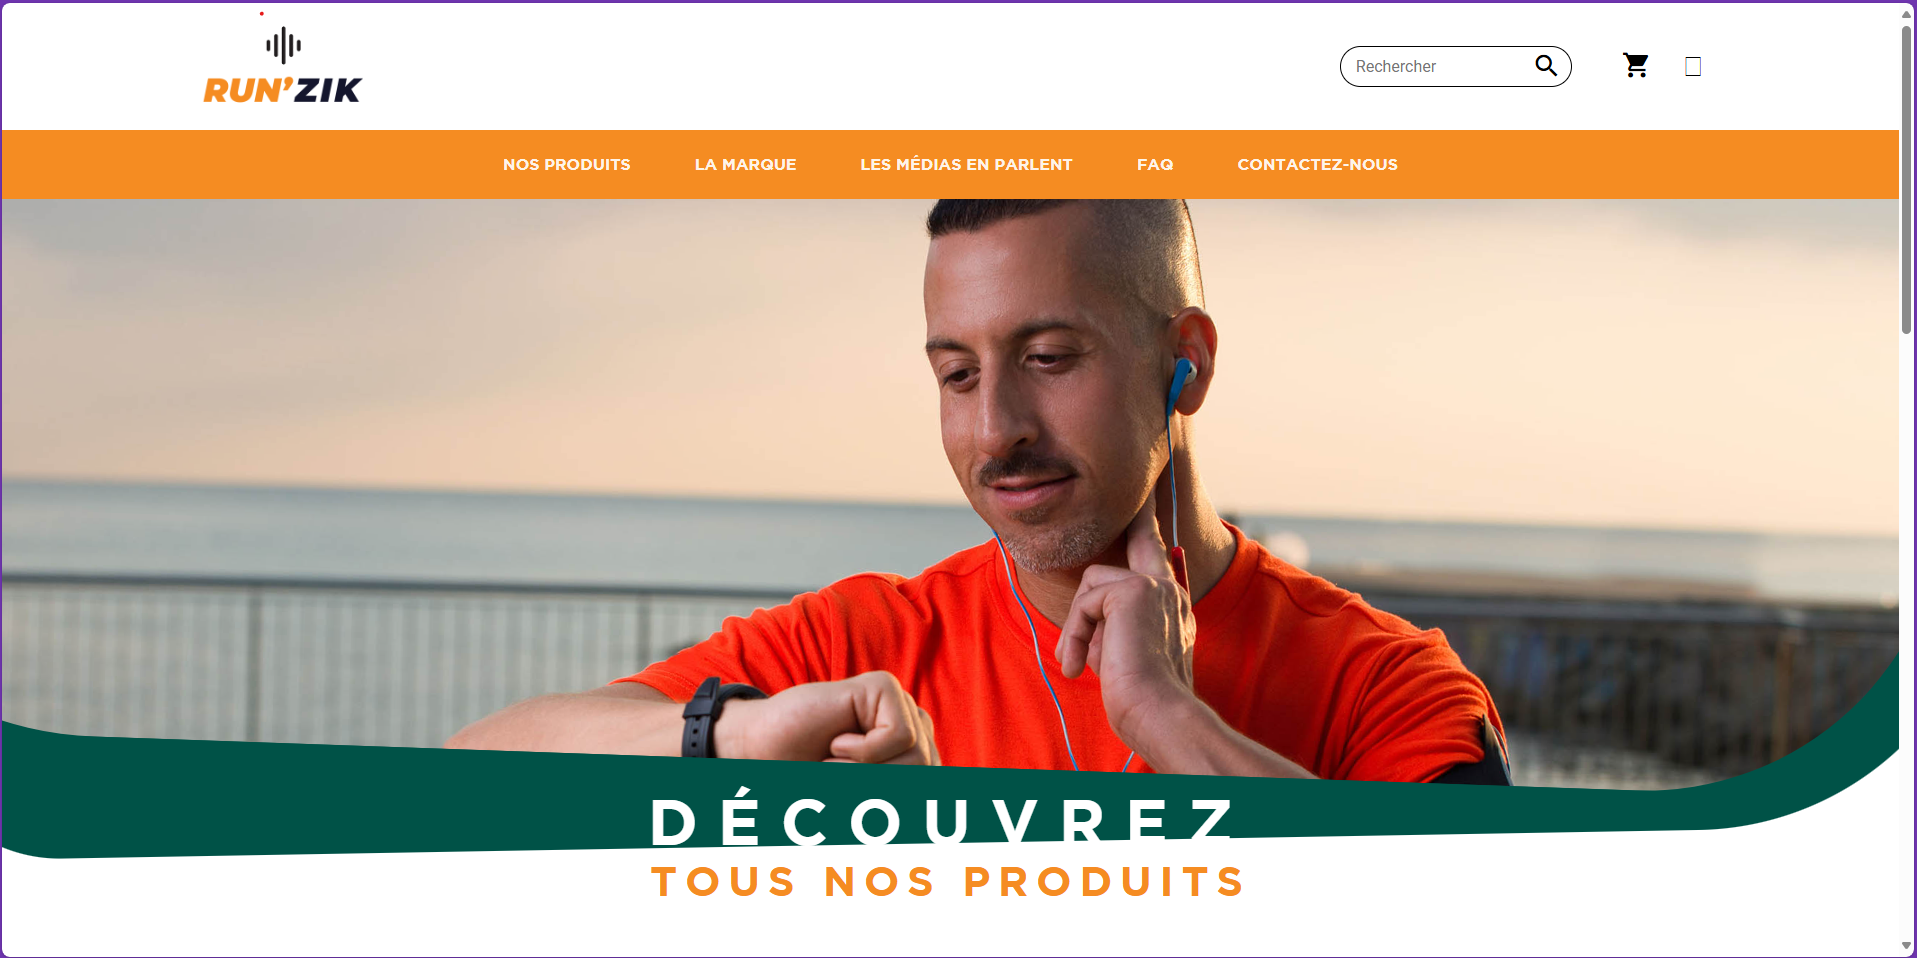 RUN'ZIK
Rechercher
NOS PRODUITS
LA MARQUE
LES MÉDIAS EN PARLENT
FAQ
CONTACTEZ-NOUS
DÉCOUVREZ
TOUS NOS PRODUITS